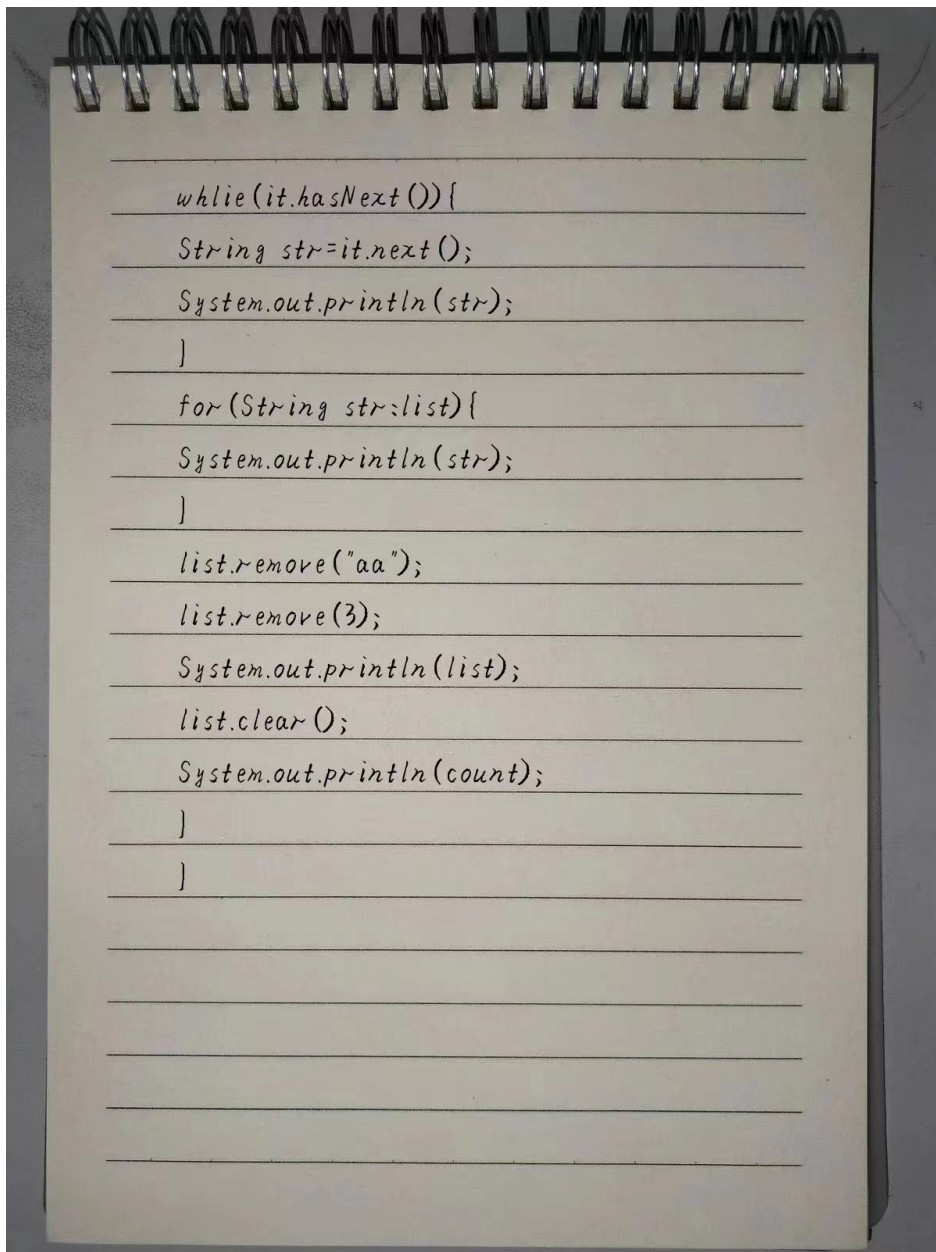 whlie(it.hasNext()){
String str=it.next();
System.out.println(str);
}
for(String str:list){
System.out.println(str);
}
list.remove("aa");
list.remove(3);
System.out.println(list);
list.clear();
System.out.println(count);
}
}